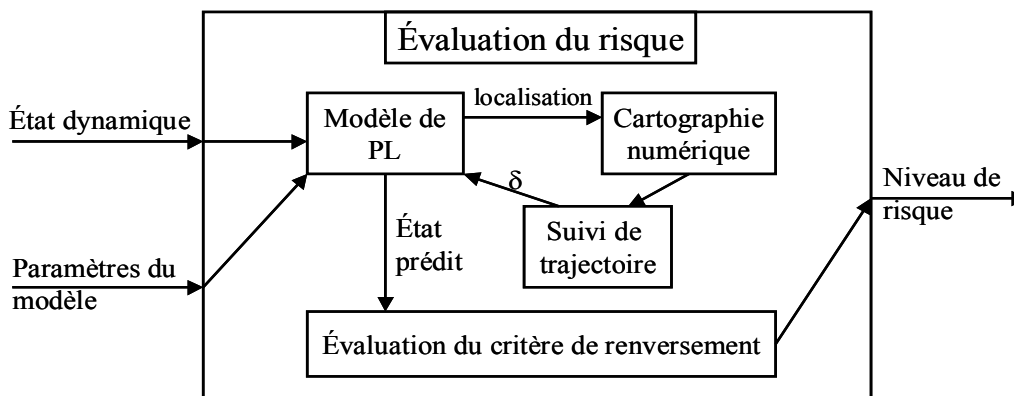 Évaluation du risque
État dynamique
Modèle de
PL
localisation
Cartographie
numérique
δ
Suivi de
trajectoire
État
prédit
Paramètres du
modèle
Évaluation du critère de renversement
Niveau de
risque